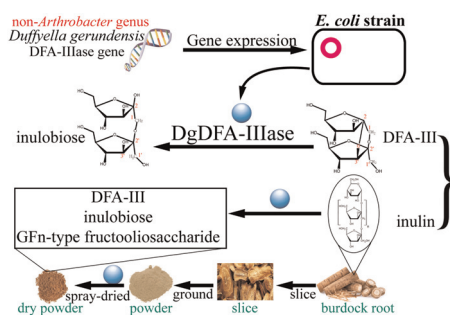 non-Arthrobacter genus
Duffyella gerundensis
DFA-IIIase gene
Gene expression
E. coli strain
inulobiose
DgDFA-IIIase
DFA-III
inulin
DFA-III
inulobiose
GFn-type fructooliosaccharide
dry powder
spray-dried
powder
ground
slice
slice
burdock root